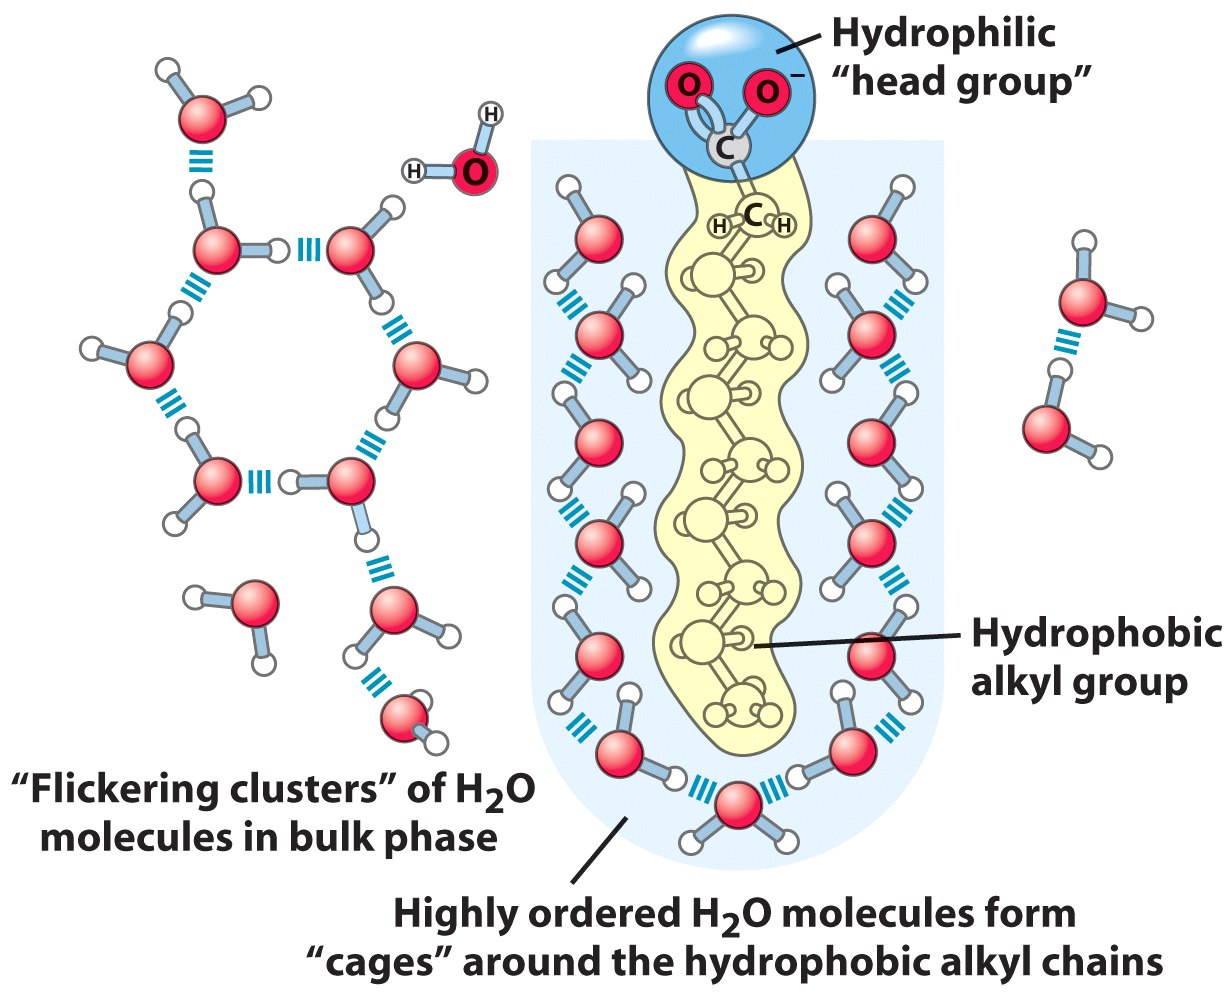 Hydrophilic
“head group”
O
O⁻
C
H
H
O
C
H
H
Hydrophobic
alkyl group
“Flickering clusters” of H₂O
molecules in bulk phase
Highly ordered H₂O molecules form
“cages” around the hydrophobic alkyl chains